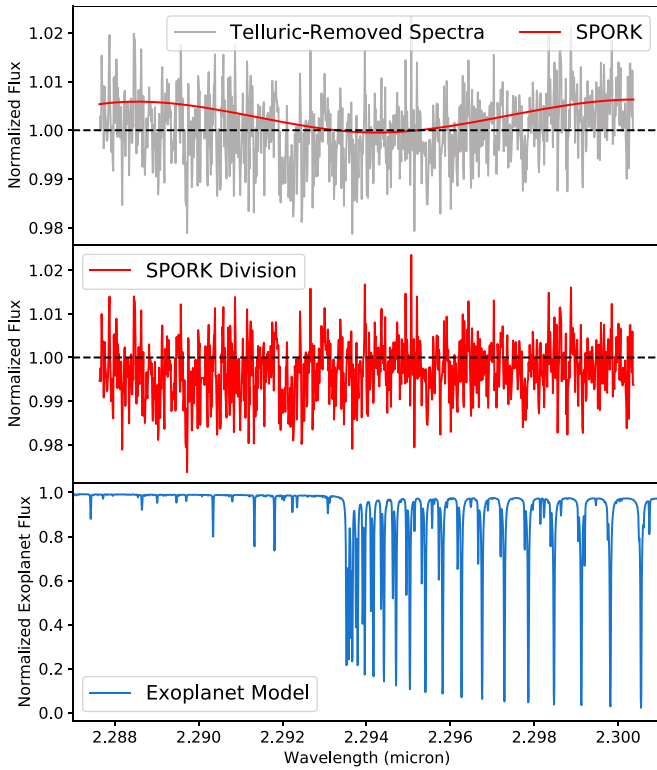 Telluric-Removed Spectra SPORK
1.02
1.01
1.00
0.99
0.98
Normalized Flux
SPORK Division
1.02
1.01
1.00
0.99
0.98
Normalized Flux
1.0
0.8
0.6
0.4
0.2
0.0
Normalized Exoplanet Flux
Exoplanet Model
2.288 2.290 2.292 2.294 2.296 2.298 2.300
Wavelength (micron)